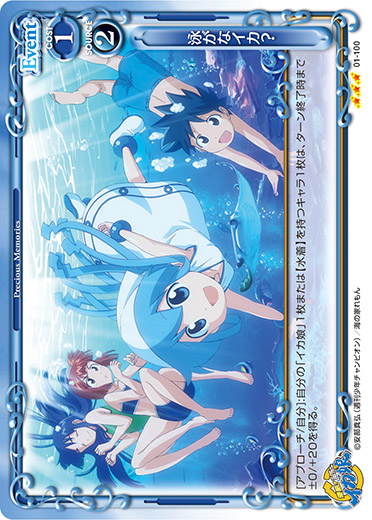 Event
COST
1
SOURCE
2
泳がなイカ?
Precious Memories
[アプローチ/自分]:自分の「イカ娘」1枚または【水着】を持つキャラ1枚は、ターン終了時まで
±0/+20を得る。
©安部真弘(週刊少年チャンピオン)/海の家れもん
01-100